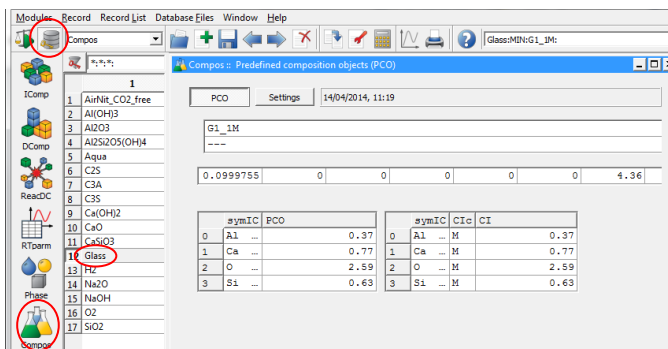 Modules Record Record List Database Files Window Help
Compos Glass:MIN:G1_1M:
*:*:*:
Compos :: Predefined composition objects (PCO)
IComp
DComp
ReacDC
RTparm
Phase
Compos
1
1 AirNit_CO2_free
2 Al(OH)3
3 Al2O3
4 Al2Si2O5(OH)4
5 Aqua
6 C2S
7 C3A
8 C3S
9 Ca(OH)2
10 CaO
11 CaSiO3
12 Glass
13 H2
14 Na2O
15 NaOH
16 O2
17 SiO2
PCO Settings 14/04/2014, 11:19
G1_1M
---
0.0999755 0 0 0 0 0 4.36
symIC PCO
0 Al ... 0.37
1 Ca ... 0.77
2 O ... 2.59
3 Si ... 0.63
symIC CIc CI
0 Al ... M 0.37
1 Ca ... M 0.77
2 O ... M 2.59
3 Si ... M 0.63